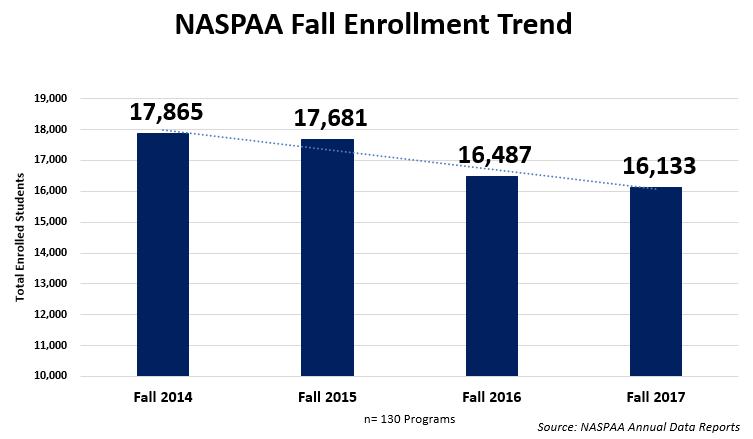 NASPAA Fall Enrollment Trend
19,000
18,000
17,000
16,000
15,000
14,000
13,000
12,000
11,000
10,000
Total Enrolled Students
17,865
17,681
16,487
16,133
Fall 2014
Fall 2015
Fall 2016
Fall 2017
n= 130 Programs
Source: NASPAA Annual Data Reports